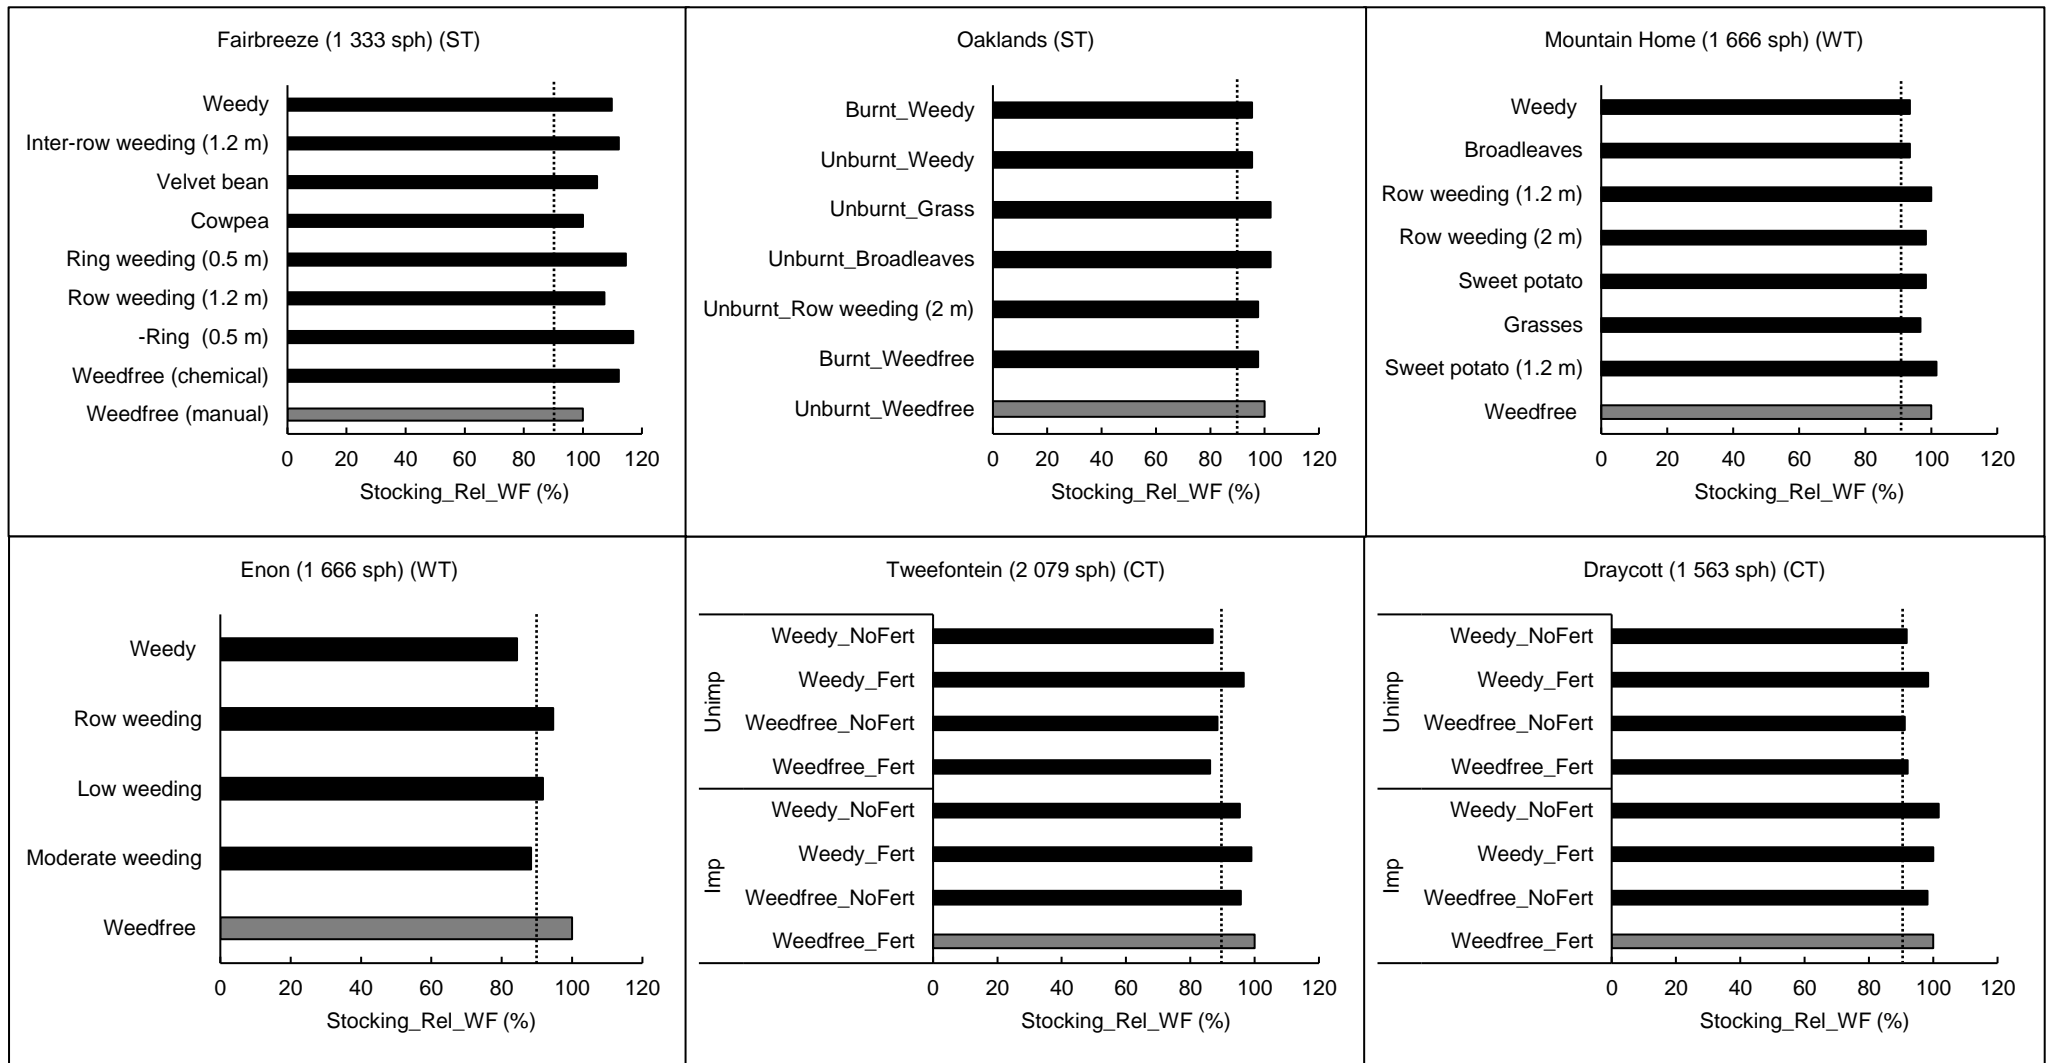 Fairbreeze (1 333 sph) (ST)
Weedy
Inter-row weeding (1.2 m)
Velvet bean
Cowpea
Ring weeding (0.5 m)
Row weeding (1.2 m)
-Ring (0.5 m)
Weedfree (chemical)
Weedfree (manual)
0 20 40 60 80 100 120
Stocking_Rel_WF (%)
Oaklands (ST)
Burnt_Weedy
Unburnt_Weedy
Unburnt_Grass
Unburnt_Broadleaves
Unburnt_Row weeding (2 m)
Burnt_Weedfree
Unburnt_Weedfree
0 20 40 60 80 100 120
Stocking_Rel_WF (%)
Mountain Home (1 666 sph) (WT)
Weedy
Broadleaves
Row weeding (1.2 m)
Row weeding (2 m)
Sweet potato
Grasses
Sweet potato (1.2 m)
Weedfree
0 20 40 60 80 100 120
Stocking_Rel_WF (%)
Enon (1 666 sph) (WT)
Weedy
Row weeding
Low weeding
Moderate weeding
Weedfree
0 20 40 60 80 100 120
Stocking_Rel_WF (%)
Tweefontein (2 079 sph) (CT)
Unimp
Weedy_NoFert
Weedy_Fert
Weedfree_NoFert
Weedfree_Fert
Imp
Weedy_NoFert
Weedy_Fert
Weedfree_NoFert
Weedfree_Fert
0 20 40 60 80 100 120
Stocking_Rel_WF (%)
Draycott (1 563 sph) (CT)
Unimp
Weedy_NoFert
Weedy_Fert
Weedfree_NoFert
Weedfree_Fert
Imp
Weedy_NoFert
Weedy_Fert
Weedfree_NoFert
Weedfree_Fert
0 20 40 60 80 100 120
Stocking_Rel_WF (%)